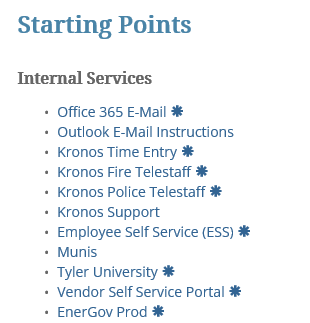 Starting Points
Internal Services
• Office 365 E-Mail ✱
• Outlook E-Mail Instructions
• Kronos Time Entry ✱
• Kronos Fire Telestaff ✱
• Kronos Police Telestaff ✱
• Kronos Support
• Employee Self Service (ESS) ✱
• Munis
• Tyler University ✱
• Vendor Self Service Portal ✱
• EnerGov Prod ✱